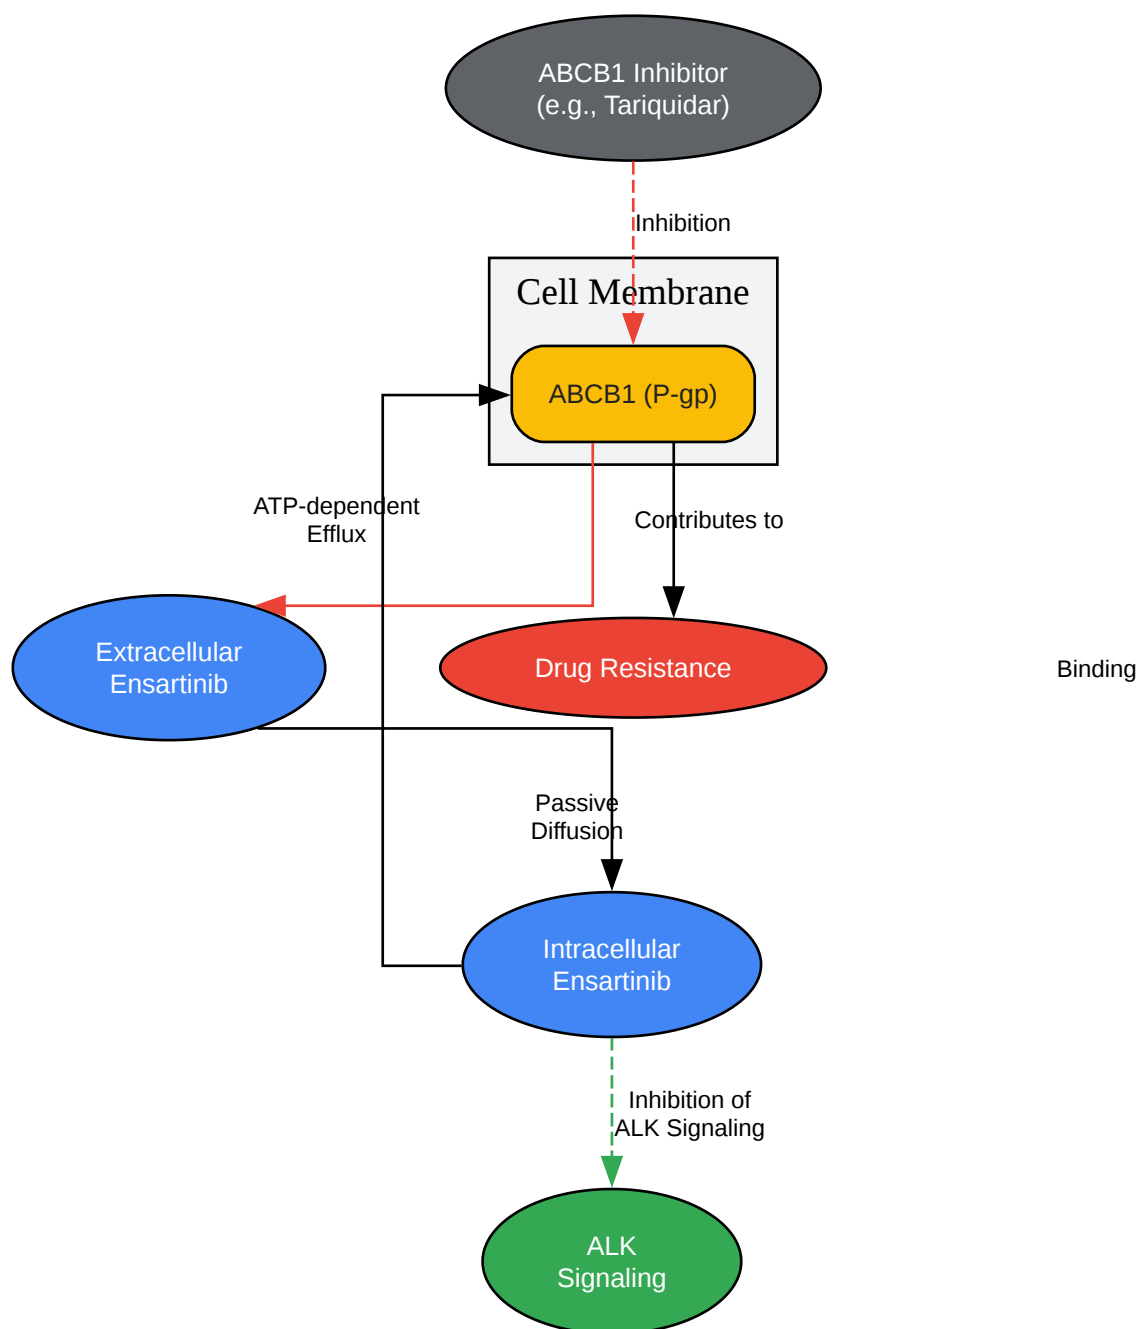 ABCB1 Inhibitor
(e.g., Tariquidar)
Inhibition
Cell Membrane
ABCB1 (P-gp)
ATP-dependent
Efflux
Contributes to
Extracellular
Ensartinib
Drug Resistance
Binding
Passive
Diffusion
Intracellular
Ensartinib
Inhibition of
ALK Signaling
ALK
Signaling